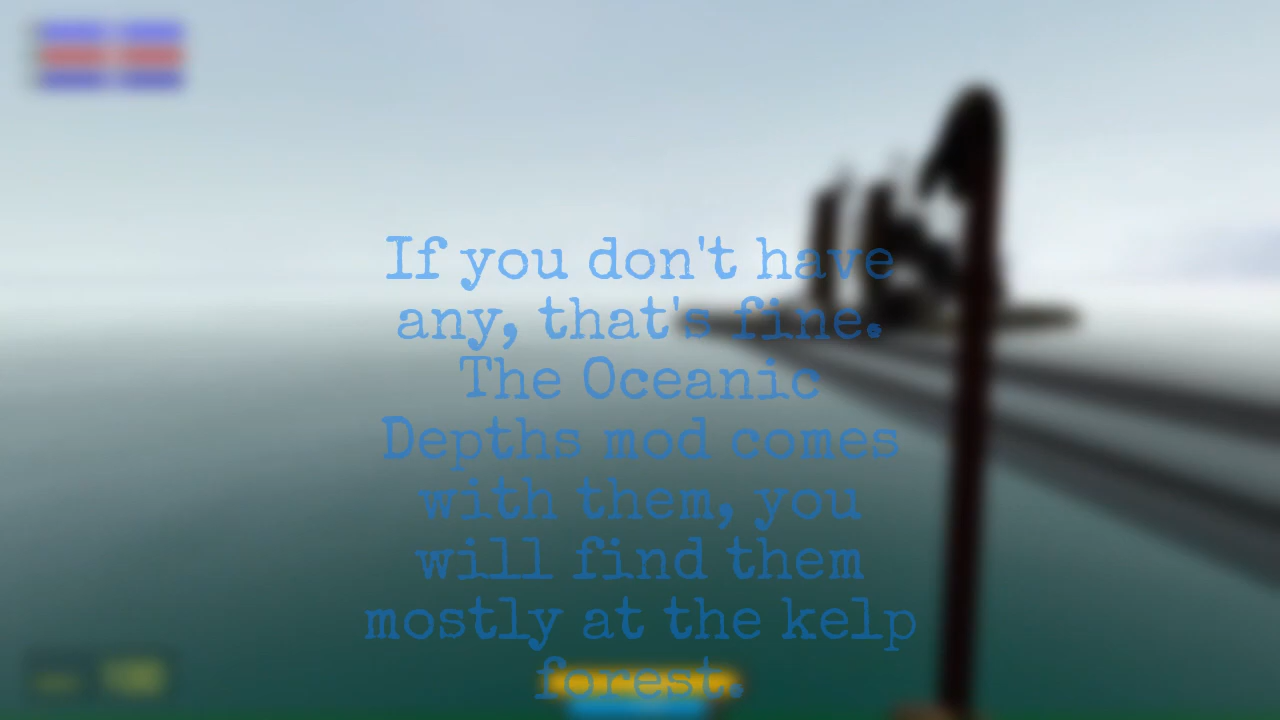 If you don't have
any, that's fine.
The Oceanic
Depths mod comes
with them, you
will find them
mostly at the kelp
forest.